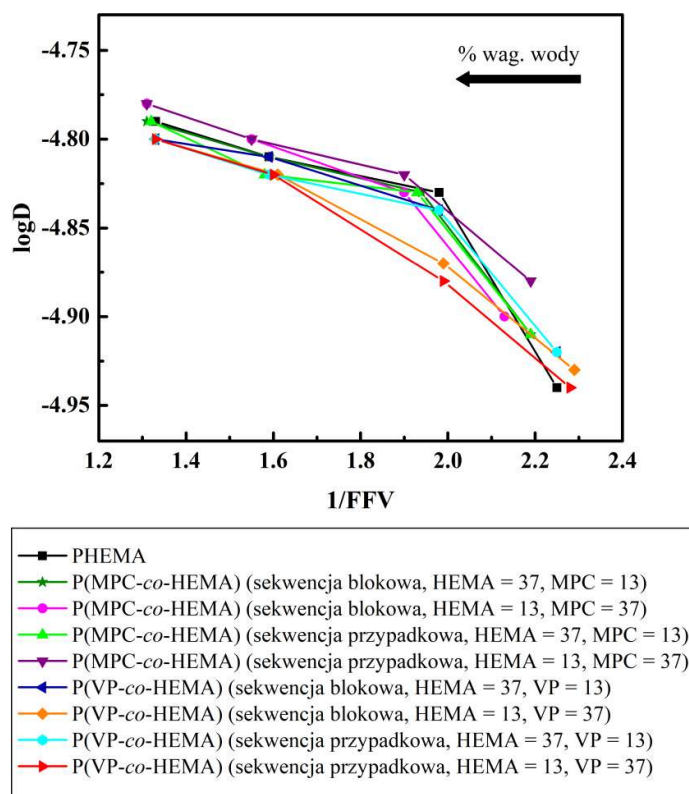 -4.75
% wag. wody
-4.80
logD
-4.85
-4.90
-4.95
1.2 1.4 1.6 1.8 2.0 2.2 2.4
1/FFV
PHEMA
P(MPC-co-HEMA) (sekwencja blokowa, HEMA = 37, MPC = 13)
P(MPC-co-HEMA) (sekwencja blokowa, HEMA = 13, MPC = 37)
P(MPC-co-HEMA) (sekwencja przypadkowa, HEMA = 37, MPC = 13)
P(MPC-co-HEMA) (sekwencja przypadkowa, HEMA = 13, MPC = 37)
P(VP-co-HEMA) (sekwencja blokowa, HEMA = 37, VP = 13)
P(VP-co-HEMA) (sekwencja blokowa, HEMA = 13, VP = 37)
P(VP-co-HEMA) (sekwencja przypadkowa, HEMA = 37, VP = 13)
P(VP-co-HEMA) (sekwencja przypadkowa, HEMA = 13, VP = 37)